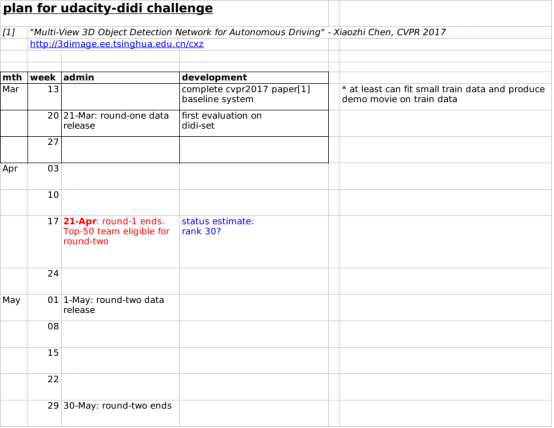 plan for udacity-didi challenge
[1] "Multi-View 3D Object Detection Network for Autonomous Driving" - Xiaozhi Chen, CVPR 2017
http://3dimage.ee.tsinghua.edu.cn/cxz
mth week admin development
Mar 13 complete cvpr2017 paper[1] * at least can fit small train data and produce
baseline system demo movie on train data
20 21-Mar: round-one data first evaluation on
release didi-set
27
Apr 03
10
17 21-Apr: round-1 ends. status estimate:
Top-50 team eligible for rank 30?
round-two
24
May 01 1-May: round-two data
release
08
15
22
29 30-May: round-two ends